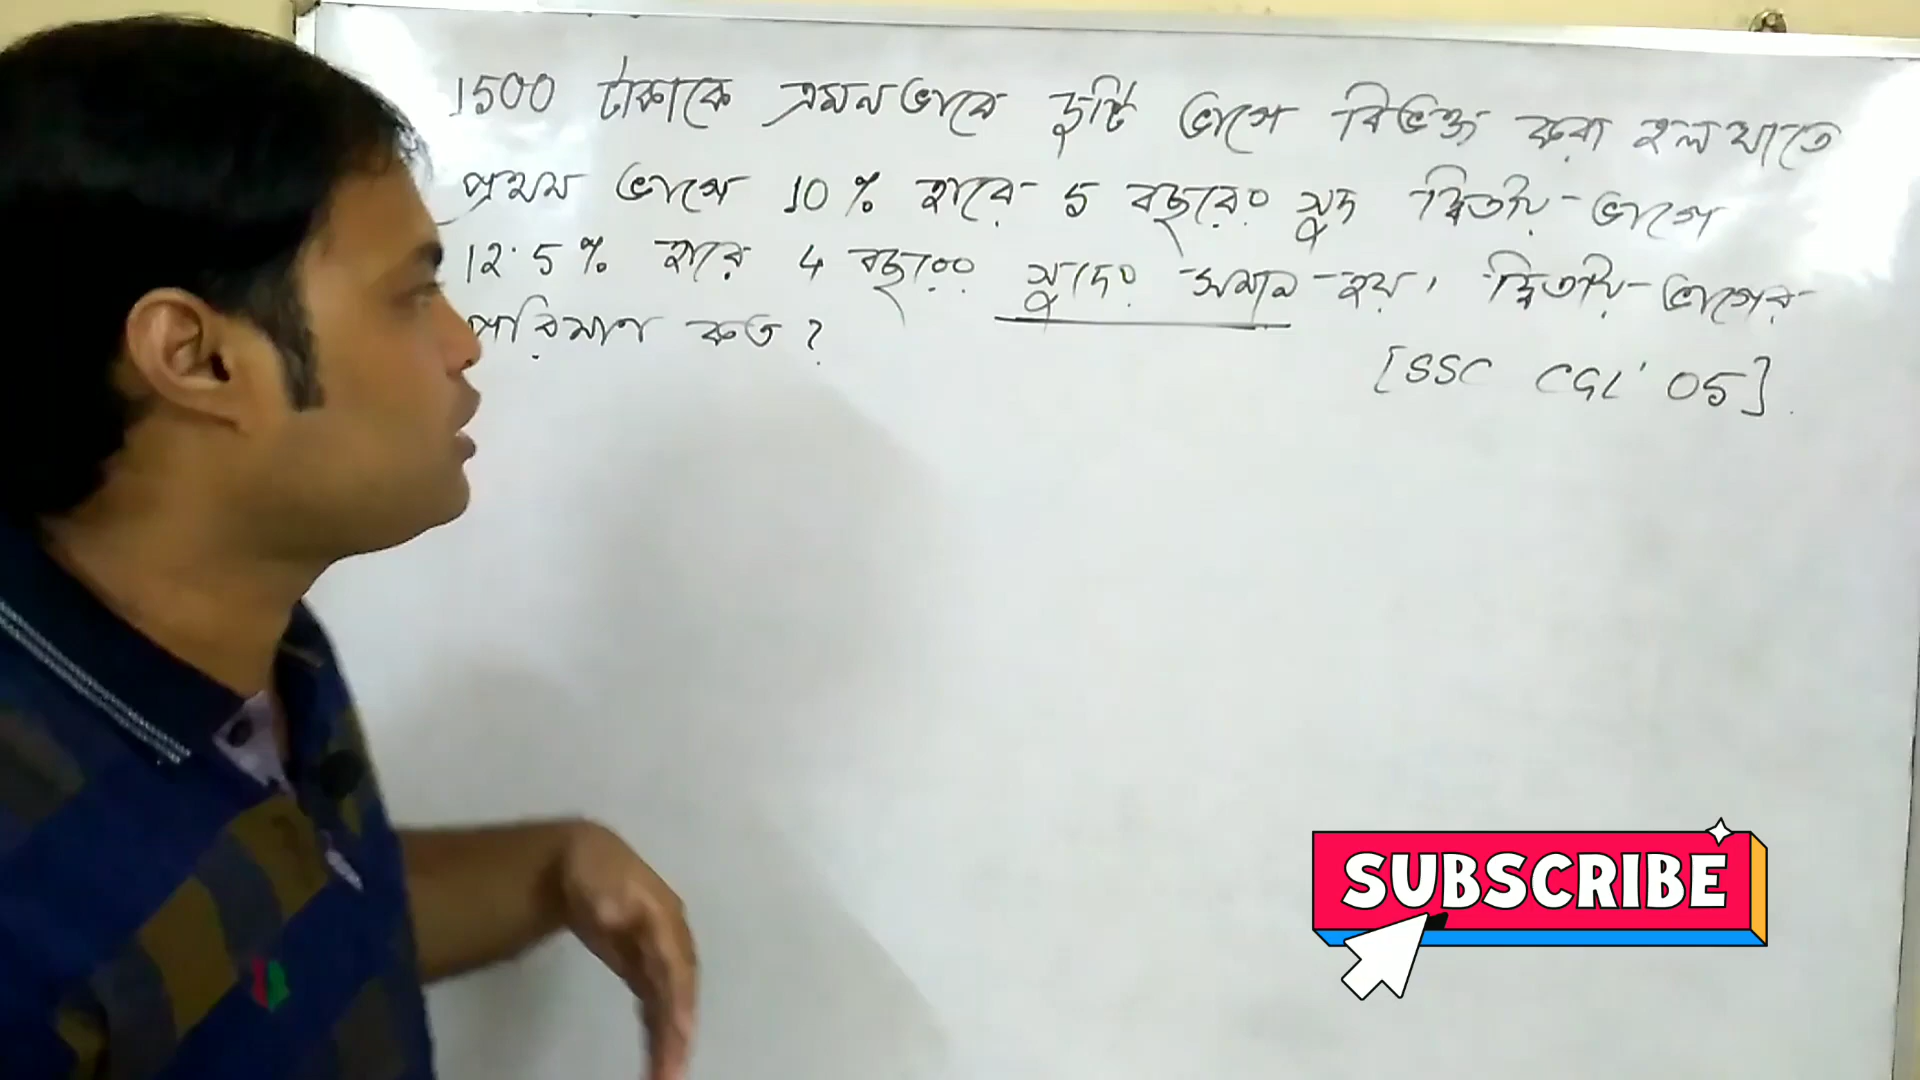 1500 টাকাকে এমনভাবে দুটি ভাগে বিভক্ত করা হল যাতে
প্রথম ভাগে 10% হারে 5 বছরের সুদ দ্বিতীয় ভাগে
12.5% হারে 4 বছরের সুদের সমান হয়, দ্বিতীয় ভাগের
পরিমাণ কত ?
[SSC CGL' 05]
SUBSCRIBE